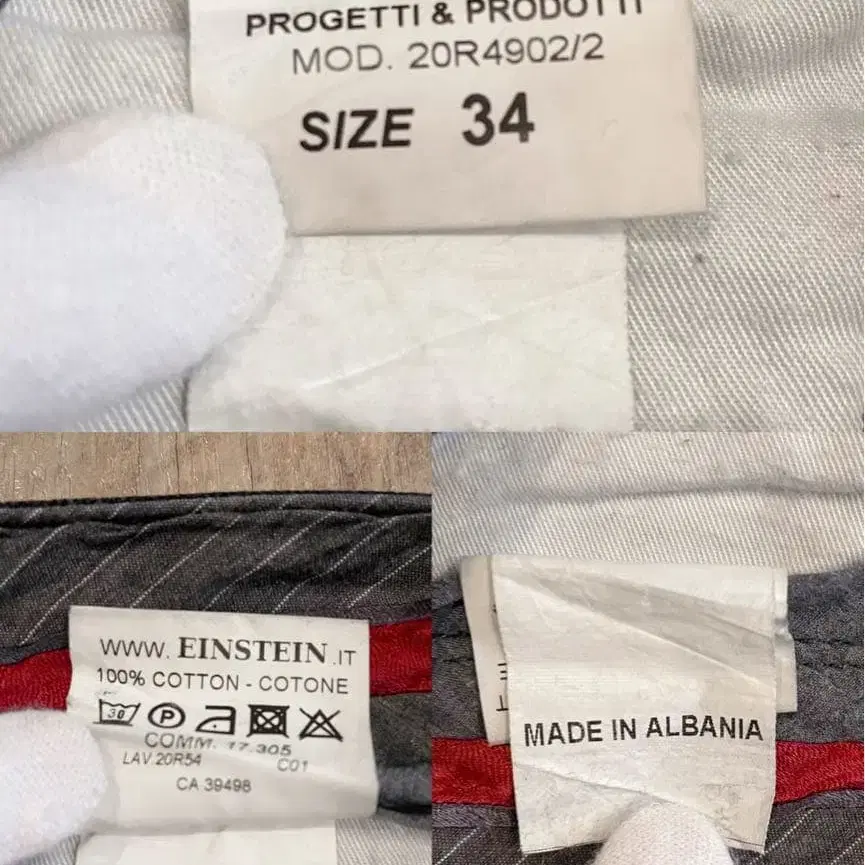 PROGETTI & PRODOTTI
MOD. 20R4902/2
SIZE 34
WWW. EINSTEIN.IT
100% COTTON - COTONE
30 P
COMM. 17.305
LAV 20R54 C01
CA 39498
MADE IN ALBANIA